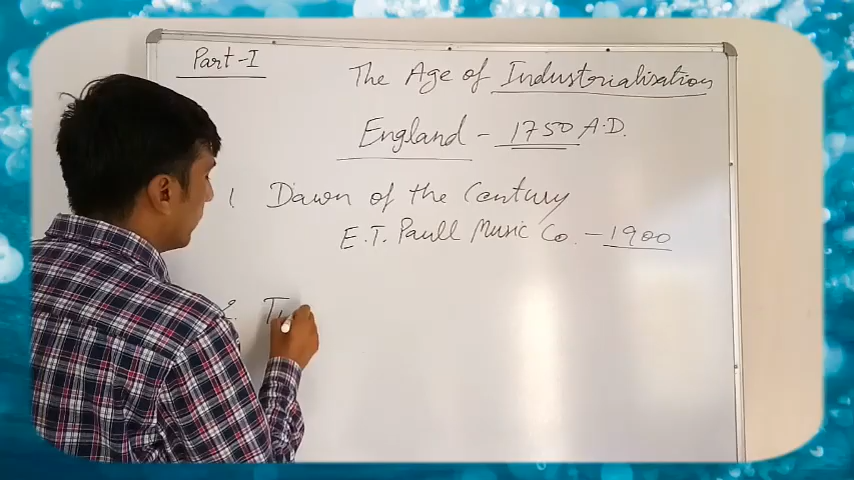 Part-I
The Age of Industrialisation
England - 1750 A.D.
1. Dawn of the Century
E.T. Paull Music Co. - 1900
2.